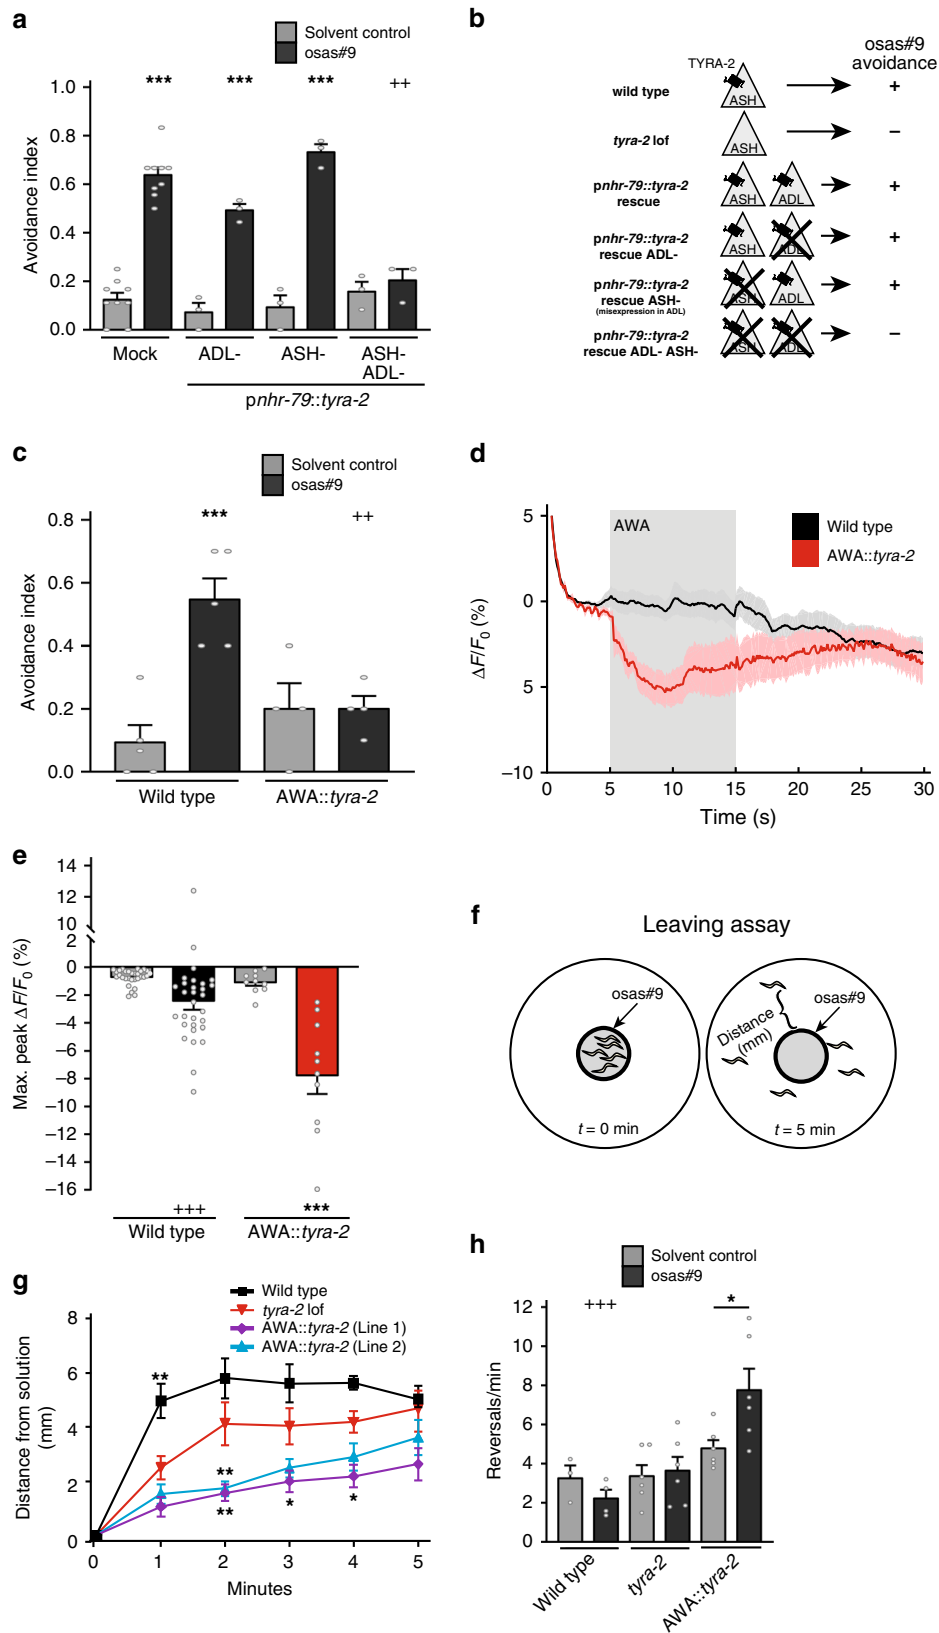 a
Solvent control
osas#9
*** *** *** ++
Avoidance index
1.0
0.8
0.6
0.4
0.2
0.0
Mock ADL- ASH- ASH-
ADL-
pnhr-79::tyra-2
b
osas#9
avoidance
TYRA-2
wild type ASH +
tyra-2 lof ASH –
pnhr-79::tyra-2
rescue
ASH ADL +
pnhr-79::tyra-2
rescue ADL-
ASH ADL +
pnhr-79::tyra-2
rescue ASH-
(misexpression in ADL)
ASH ADL +
pnhr-79::tyra-2
rescue ADL- ASH-
ASH ADL –
c
Solvent control
osas#9
*** ++
Avoidance index
0.8
0.6
0.4
0.2
0.0
Wild type AWA::tyra-2
d
AWA
Wild type
AWA::tyra-2
ΔF/F0 (%)
5
0
5
–10
0 5 10 15 20 25 30
Time (s)
e
Max. peak ΔF/F0 (%)
14
12
10
2
0
–2
–4
–6
–8
–10
–12
–14
–16
+++ ***
Wild type AWA::tyra-2
f
Leaving assay
osas#9
t = 0 min
osas#9
Distance
(mm)
t = 5 min
g
Wild type
tyra-2 lof
AWA::tyra-2 (Line 1)
AWA::tyra-2 (Line 2)
Distance from solution
(mm)
8
6
4
2
0
**
**
**
*
*
0 1 2 3 4 5
Minutes
h
Solvent control
osas#9
+++ *
Reversals/min
12
10
8
6
4
2
0
Wild type tyra-2 AWA::tyra-2